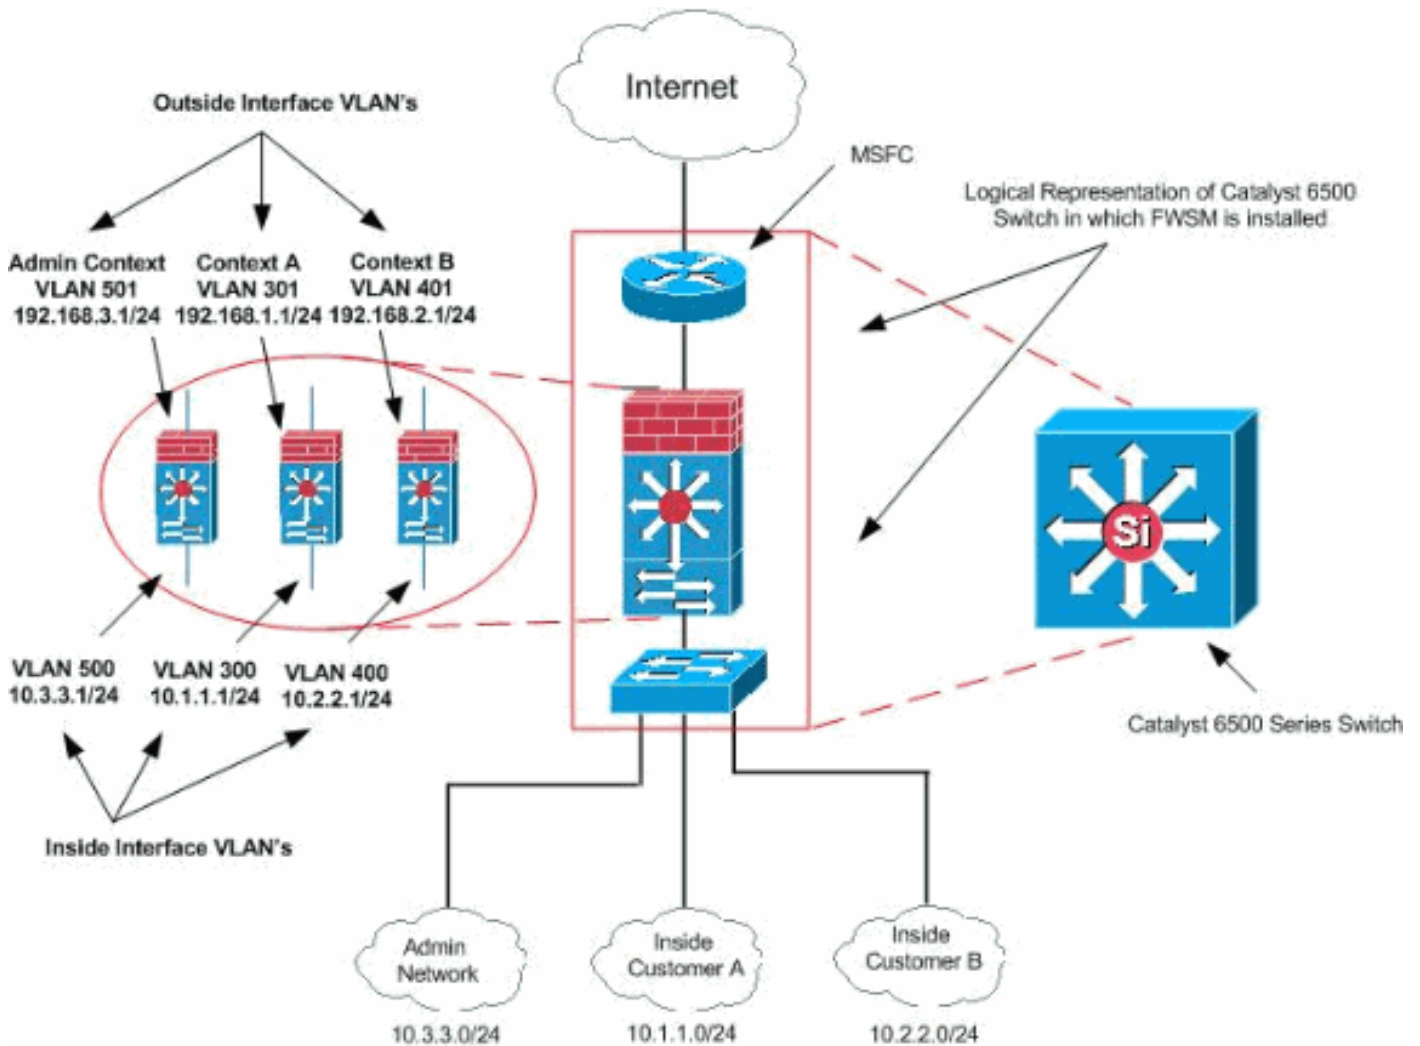 Internet
Outside Interface VLAN's
MSFC
Logical Representation of Catalyst 6500
Switch in which FWSM is installed
Admin Context
VLAN 501
192.168.3.1/24
Context A
VLAN 301
192.168.1.1/24
Context B
VLAN 401
192.168.2.1/24
Si
VLAN 500
10.3.3.1/24
VLAN 300
10.1.1.1/24
VLAN 400
10.2.2.1/24
Catalyst 6500 Series Switch
Inside Interface VLAN's
Admin
Network
10.3.3.0/24
Inside
Customer A
10.1.1.0/24
Inside
Customer B
10.2.2.0/24